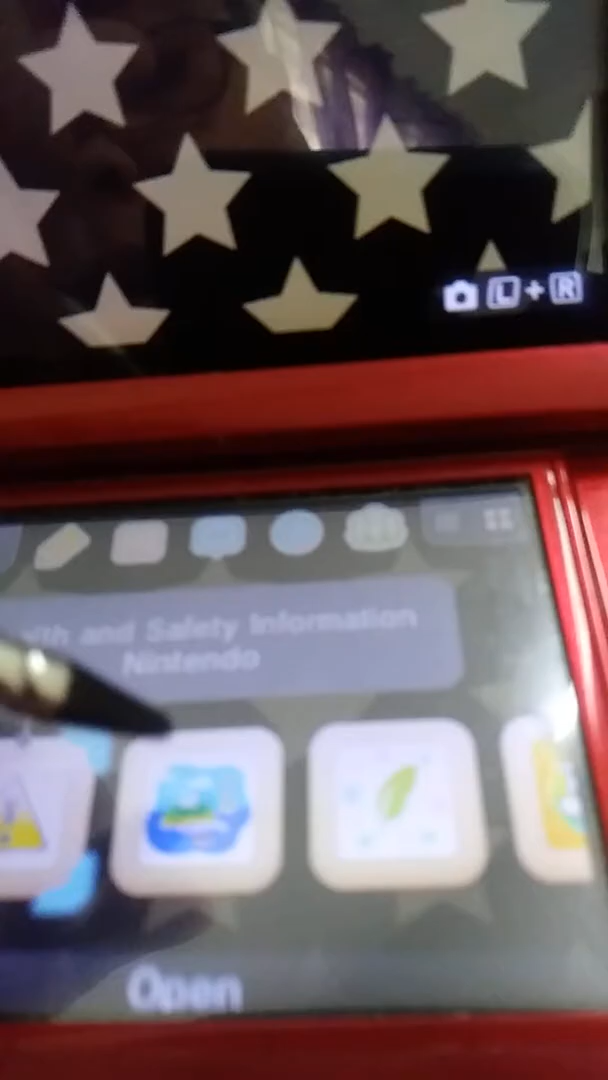 L + R
and Safety Information
Nintendo
Open